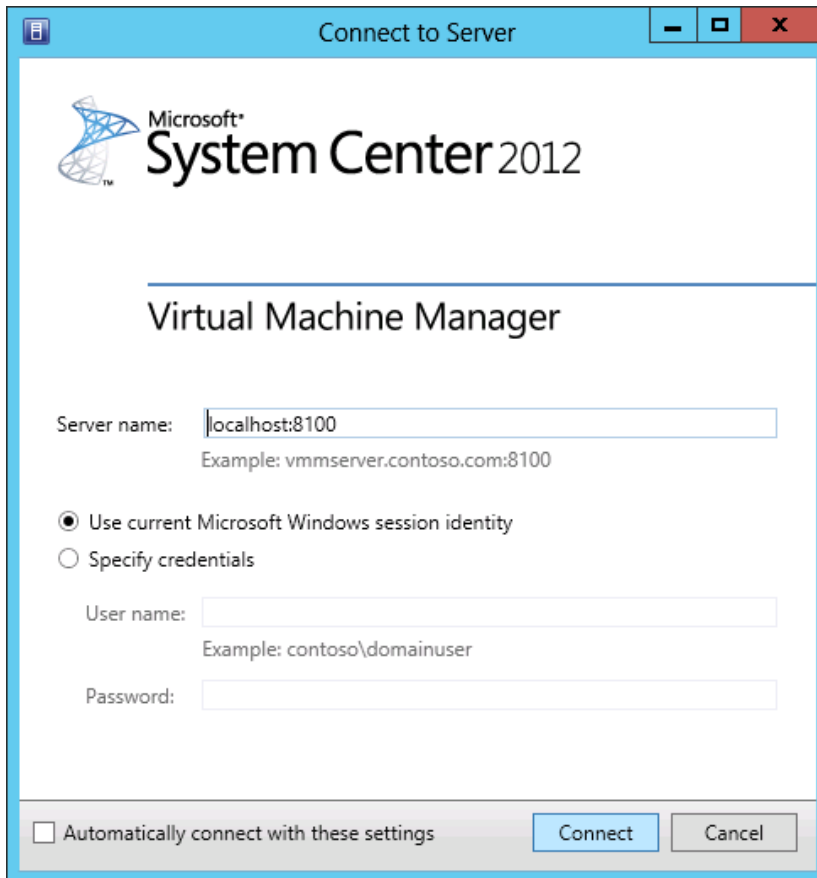 Connect to Server
Microsoft®
System Center 2012
™
Virtual Machine Manager
Server name: localhost:8100
Example: vmmserver.contoso.com:8100
Use current Microsoft Windows session identity
Specify credentials
User name:
Example: contoso\domainuser
Password:
Automatically connect with these settings Connect Cancel